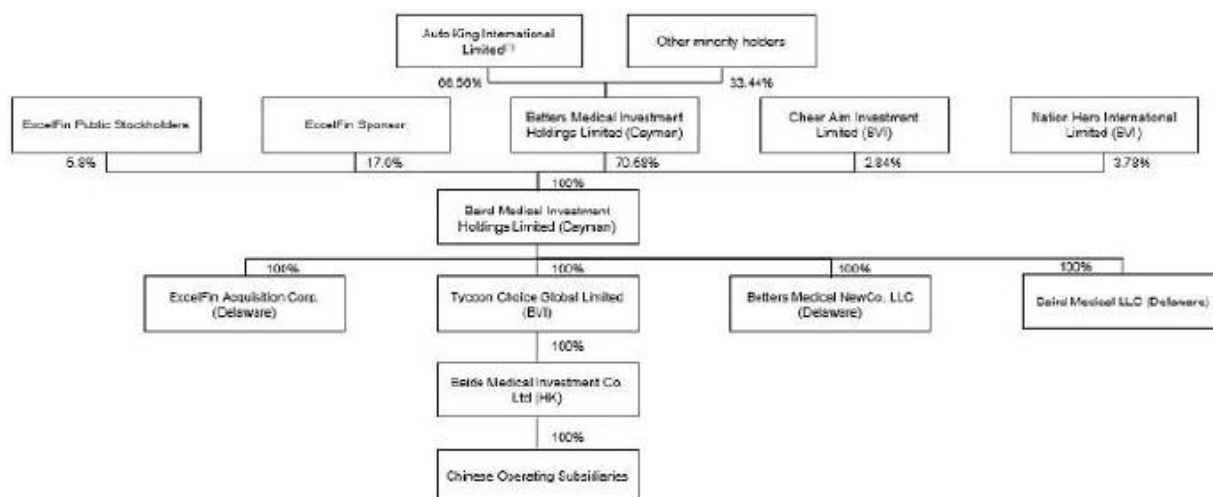 Auto King International
Limited(1)
Other minority holders
66.56%
33.44%
ExcelFin Public Stockholders
ExcelFin Sponsor
Betters Medical Investment
Holdings Limited (Cayman)
Cheer Aim Investment
Limited (BVI)
Nation Hero International
Limited (BVI)
5.8%
17.0%
70.58%
2.84%
3.78%
100%
Baird Medical Investment
Holdings Limited (Cayman)
100%
100%
100%
100%
ExcelFin Acquisition Corp.
(Delaware)
Tycoon Choice Global Limited
(BVI)
Betters Medical NewCo, LLC
(Delaware)
Baird Medical LLC (Delaware)
100%
Baide Medical Investment Co.
Ltd (HK)
100%
Chinese Operating Subsidiaries